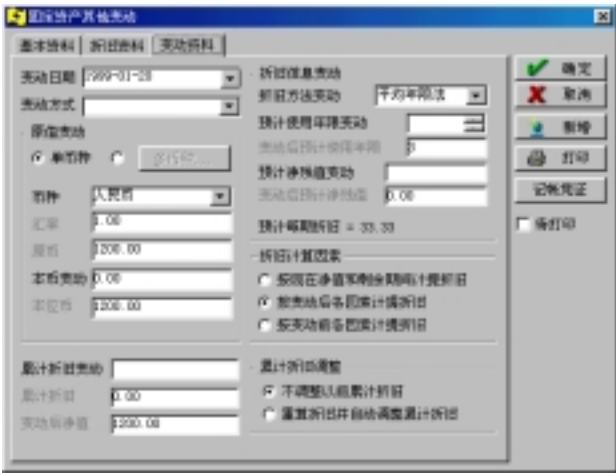 固定资产其他变动
基本资料 折旧资料 变动资料
变动日期 1999-01-20
变动方式
原值变动
单币种 多币种...
币种 人民币
汇率 1.00
原币 1200.00
本币变动 0.00
本位币 1200.00
累计折旧变动
累计折旧 0.00
变动后净值 1200.00
折旧信息变动
折旧方法变动 平均年限法
预计使用年限变动
变动后预计使用年限 3
预计净残值变动
变动后预计净残值 0.00
预计每期折旧 = 33.33
折旧计算因素
按现在净值和剩余期间计提折旧
按变动后各因素计提折旧
按变动前各因素计提折旧
累计折旧调整
不调整以前累计折旧
重算折旧并自动调整累计折旧
确定
取消
新增
打印
记帐凭证
待打印